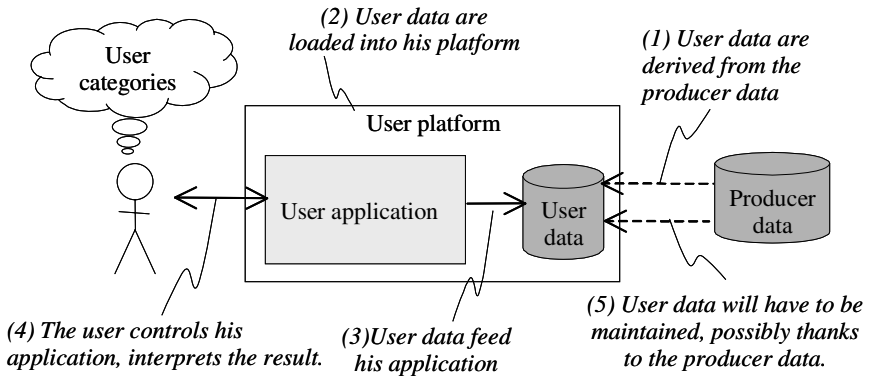 (2) User data are
loaded into his platform
(1) User data are
derived from the
producer data
User
categories
User platform
User application
User
data
Producer
data
(4) The user controls his
application, interprets the result.
(3)User data feed
his application
(5) User data will have to be
maintained, possibly thanks
to the producer data.